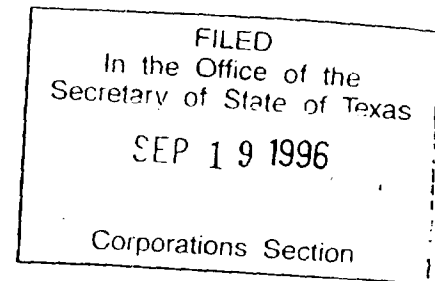 FILED
In the Office of the
Secretary of State of Texas
SEP 19 1996
Corporations Section